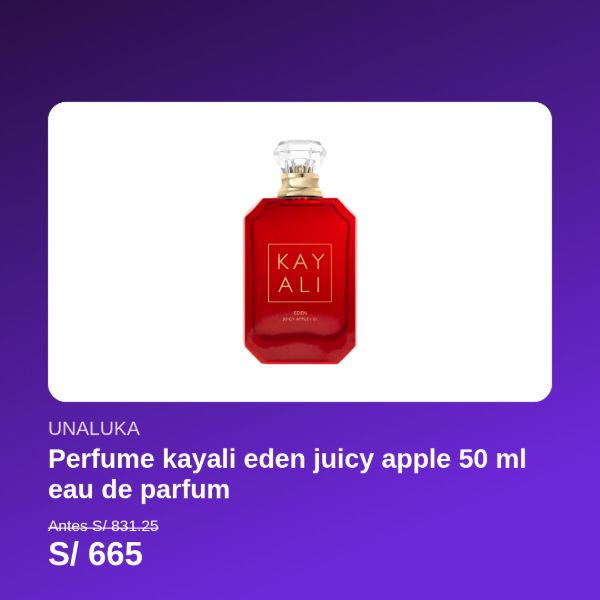 KAY
ALI
EDEN
JUICY APPLE | 01
UNALUKA
Perfume kayali eden juicy apple 50 ml
eau de parfum
Antes S/ 831.25
S/ 665